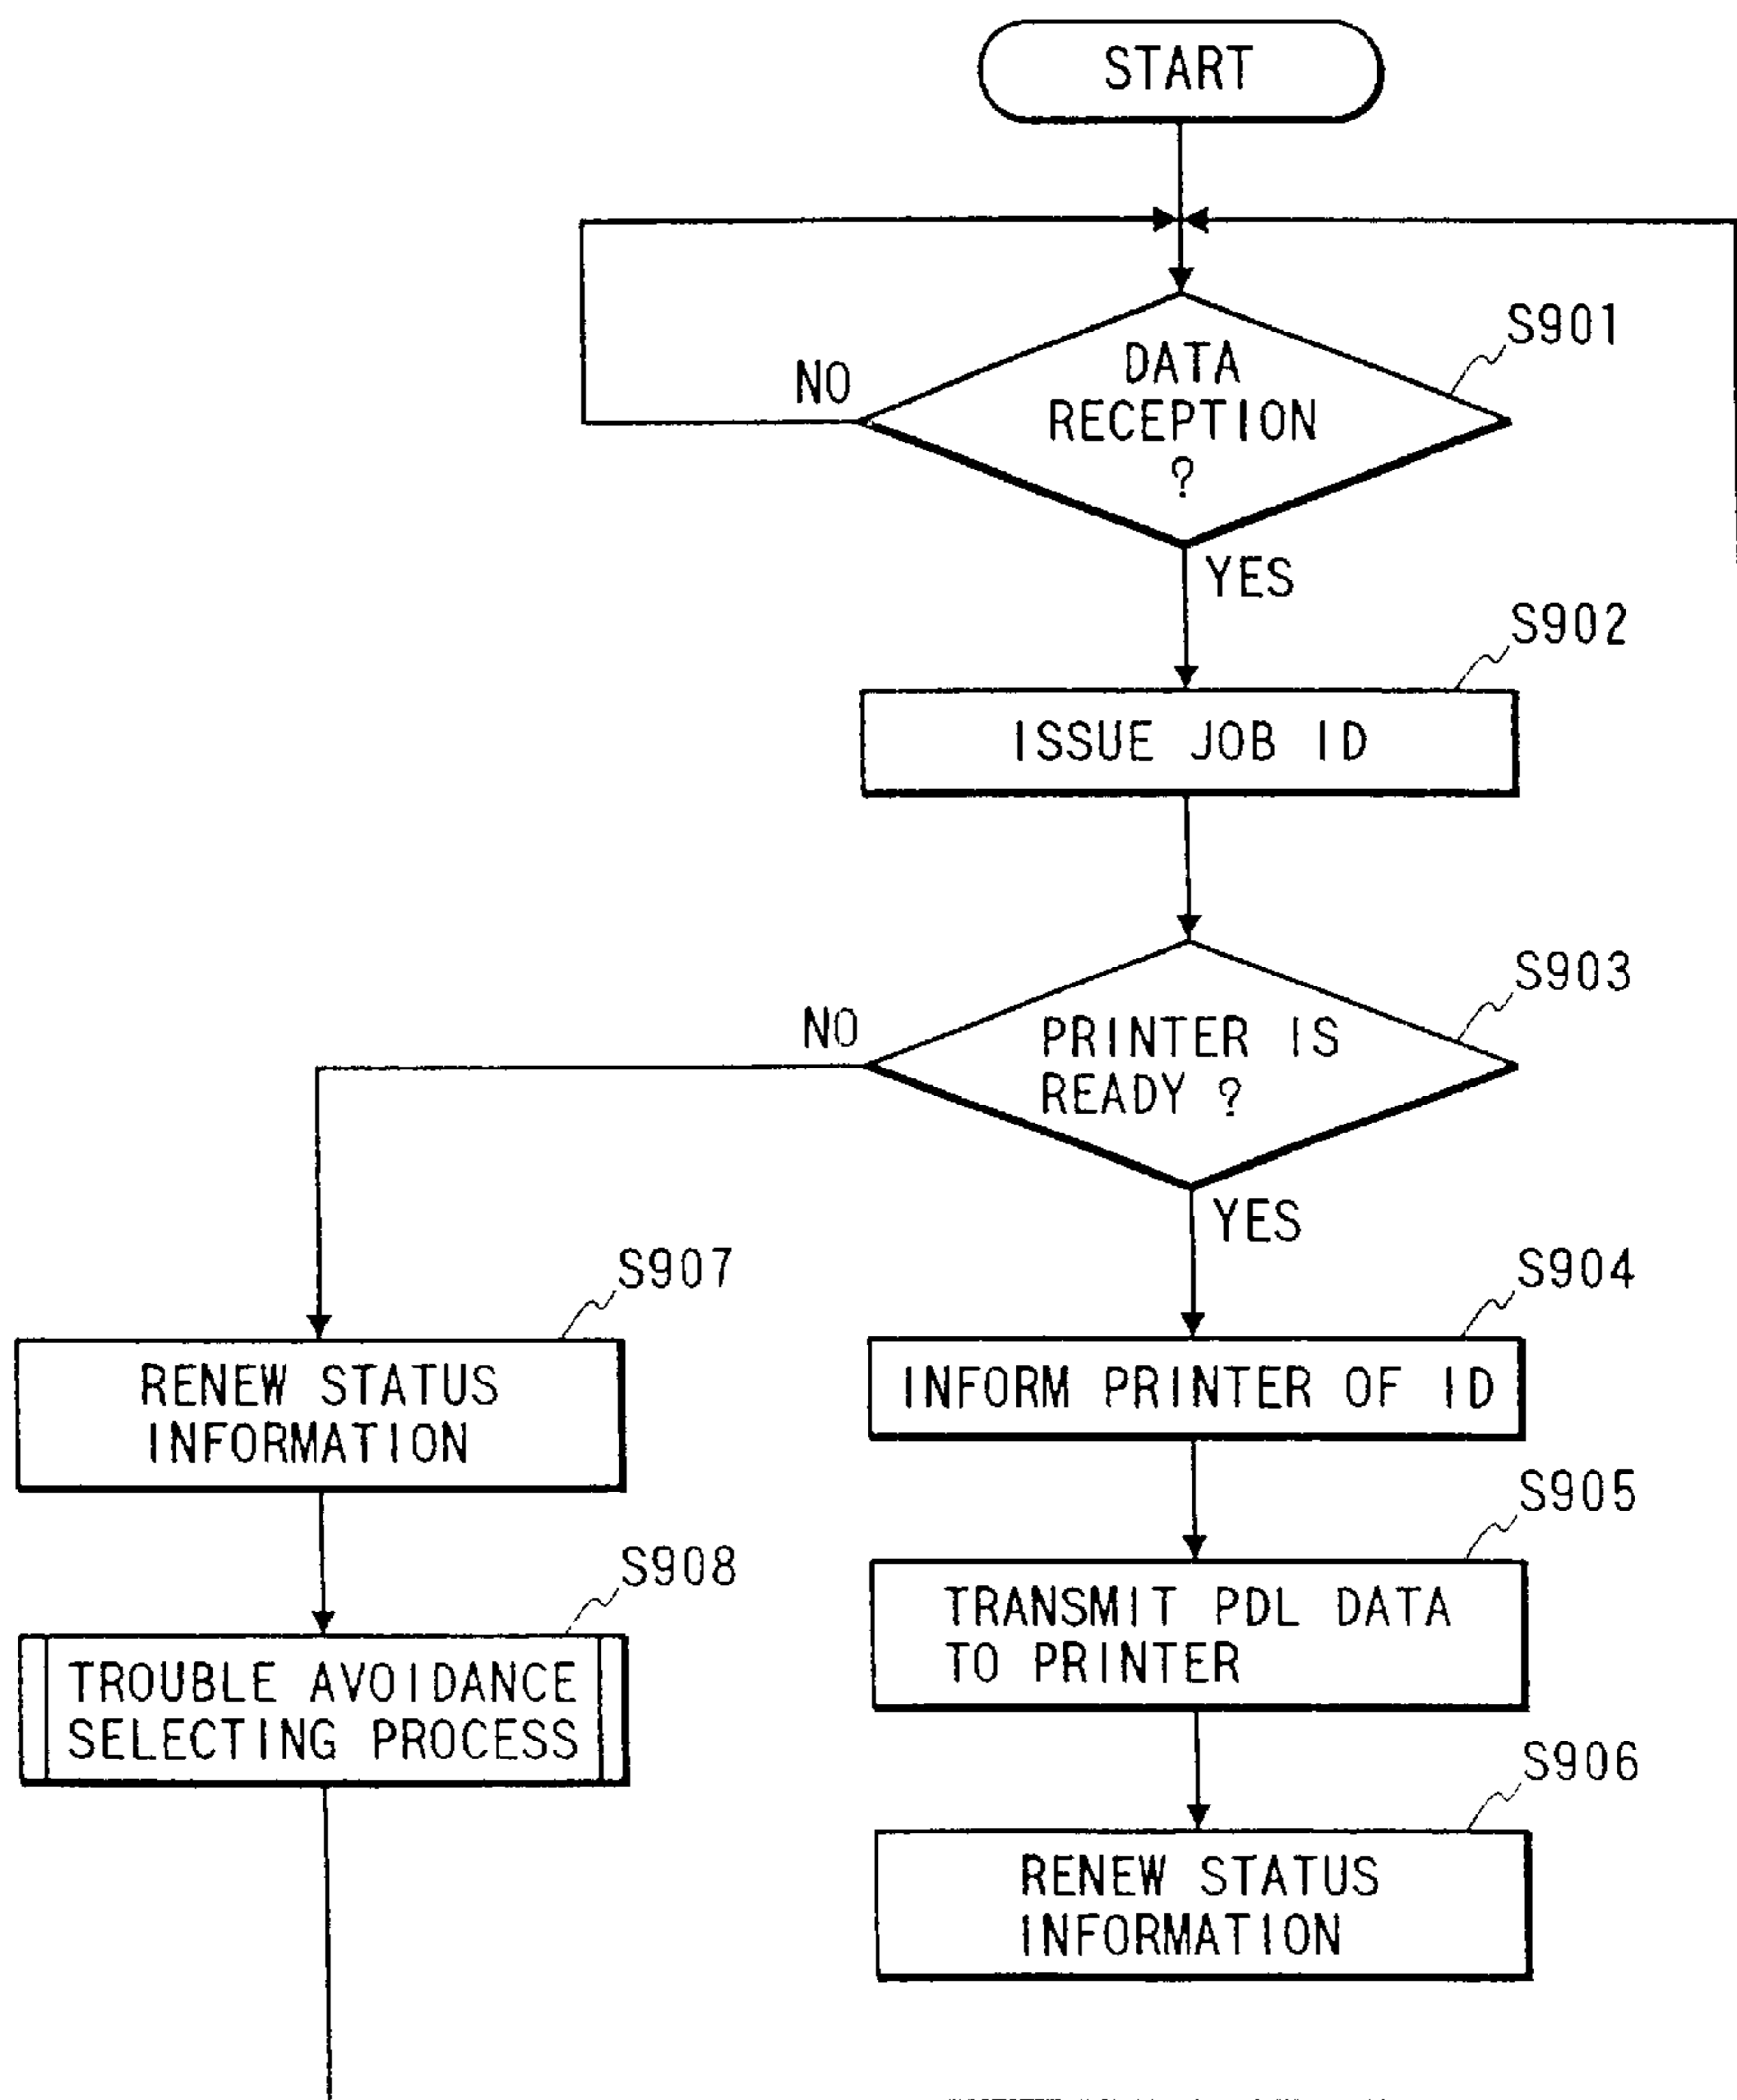 START
S901
NO
DATA
RECEPTION
?
YES
S902
ISSUE JOB ID
S903
NO
PRINTER IS
READY ?
YES
S907
S904
RENEW STATUS
INFORMATION
INFORM PRINTER OF ID
S905
S908
TRANSMIT PDL DATA
TO PRINTER
TROUBLE AVOIDANCE
SELECTING PROCESS
S906
RENEW STATUS
INFORMATION